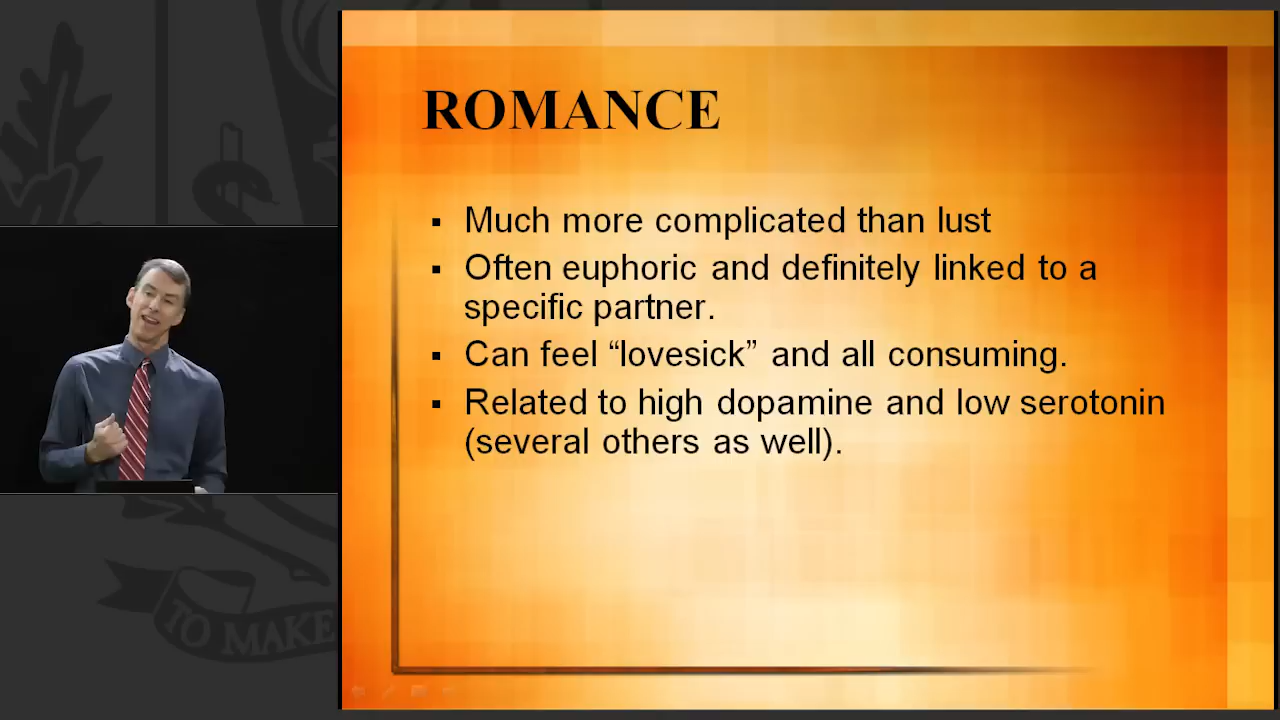 ROMANCE
▪ Much more complicated than lust
▪ Often euphoric and definitely linked to a
specific partner.
▪ Can feel “lovesick” and all consuming.
▪ Related to high dopamine and low serotonin
(several others as well).
TO MAKE